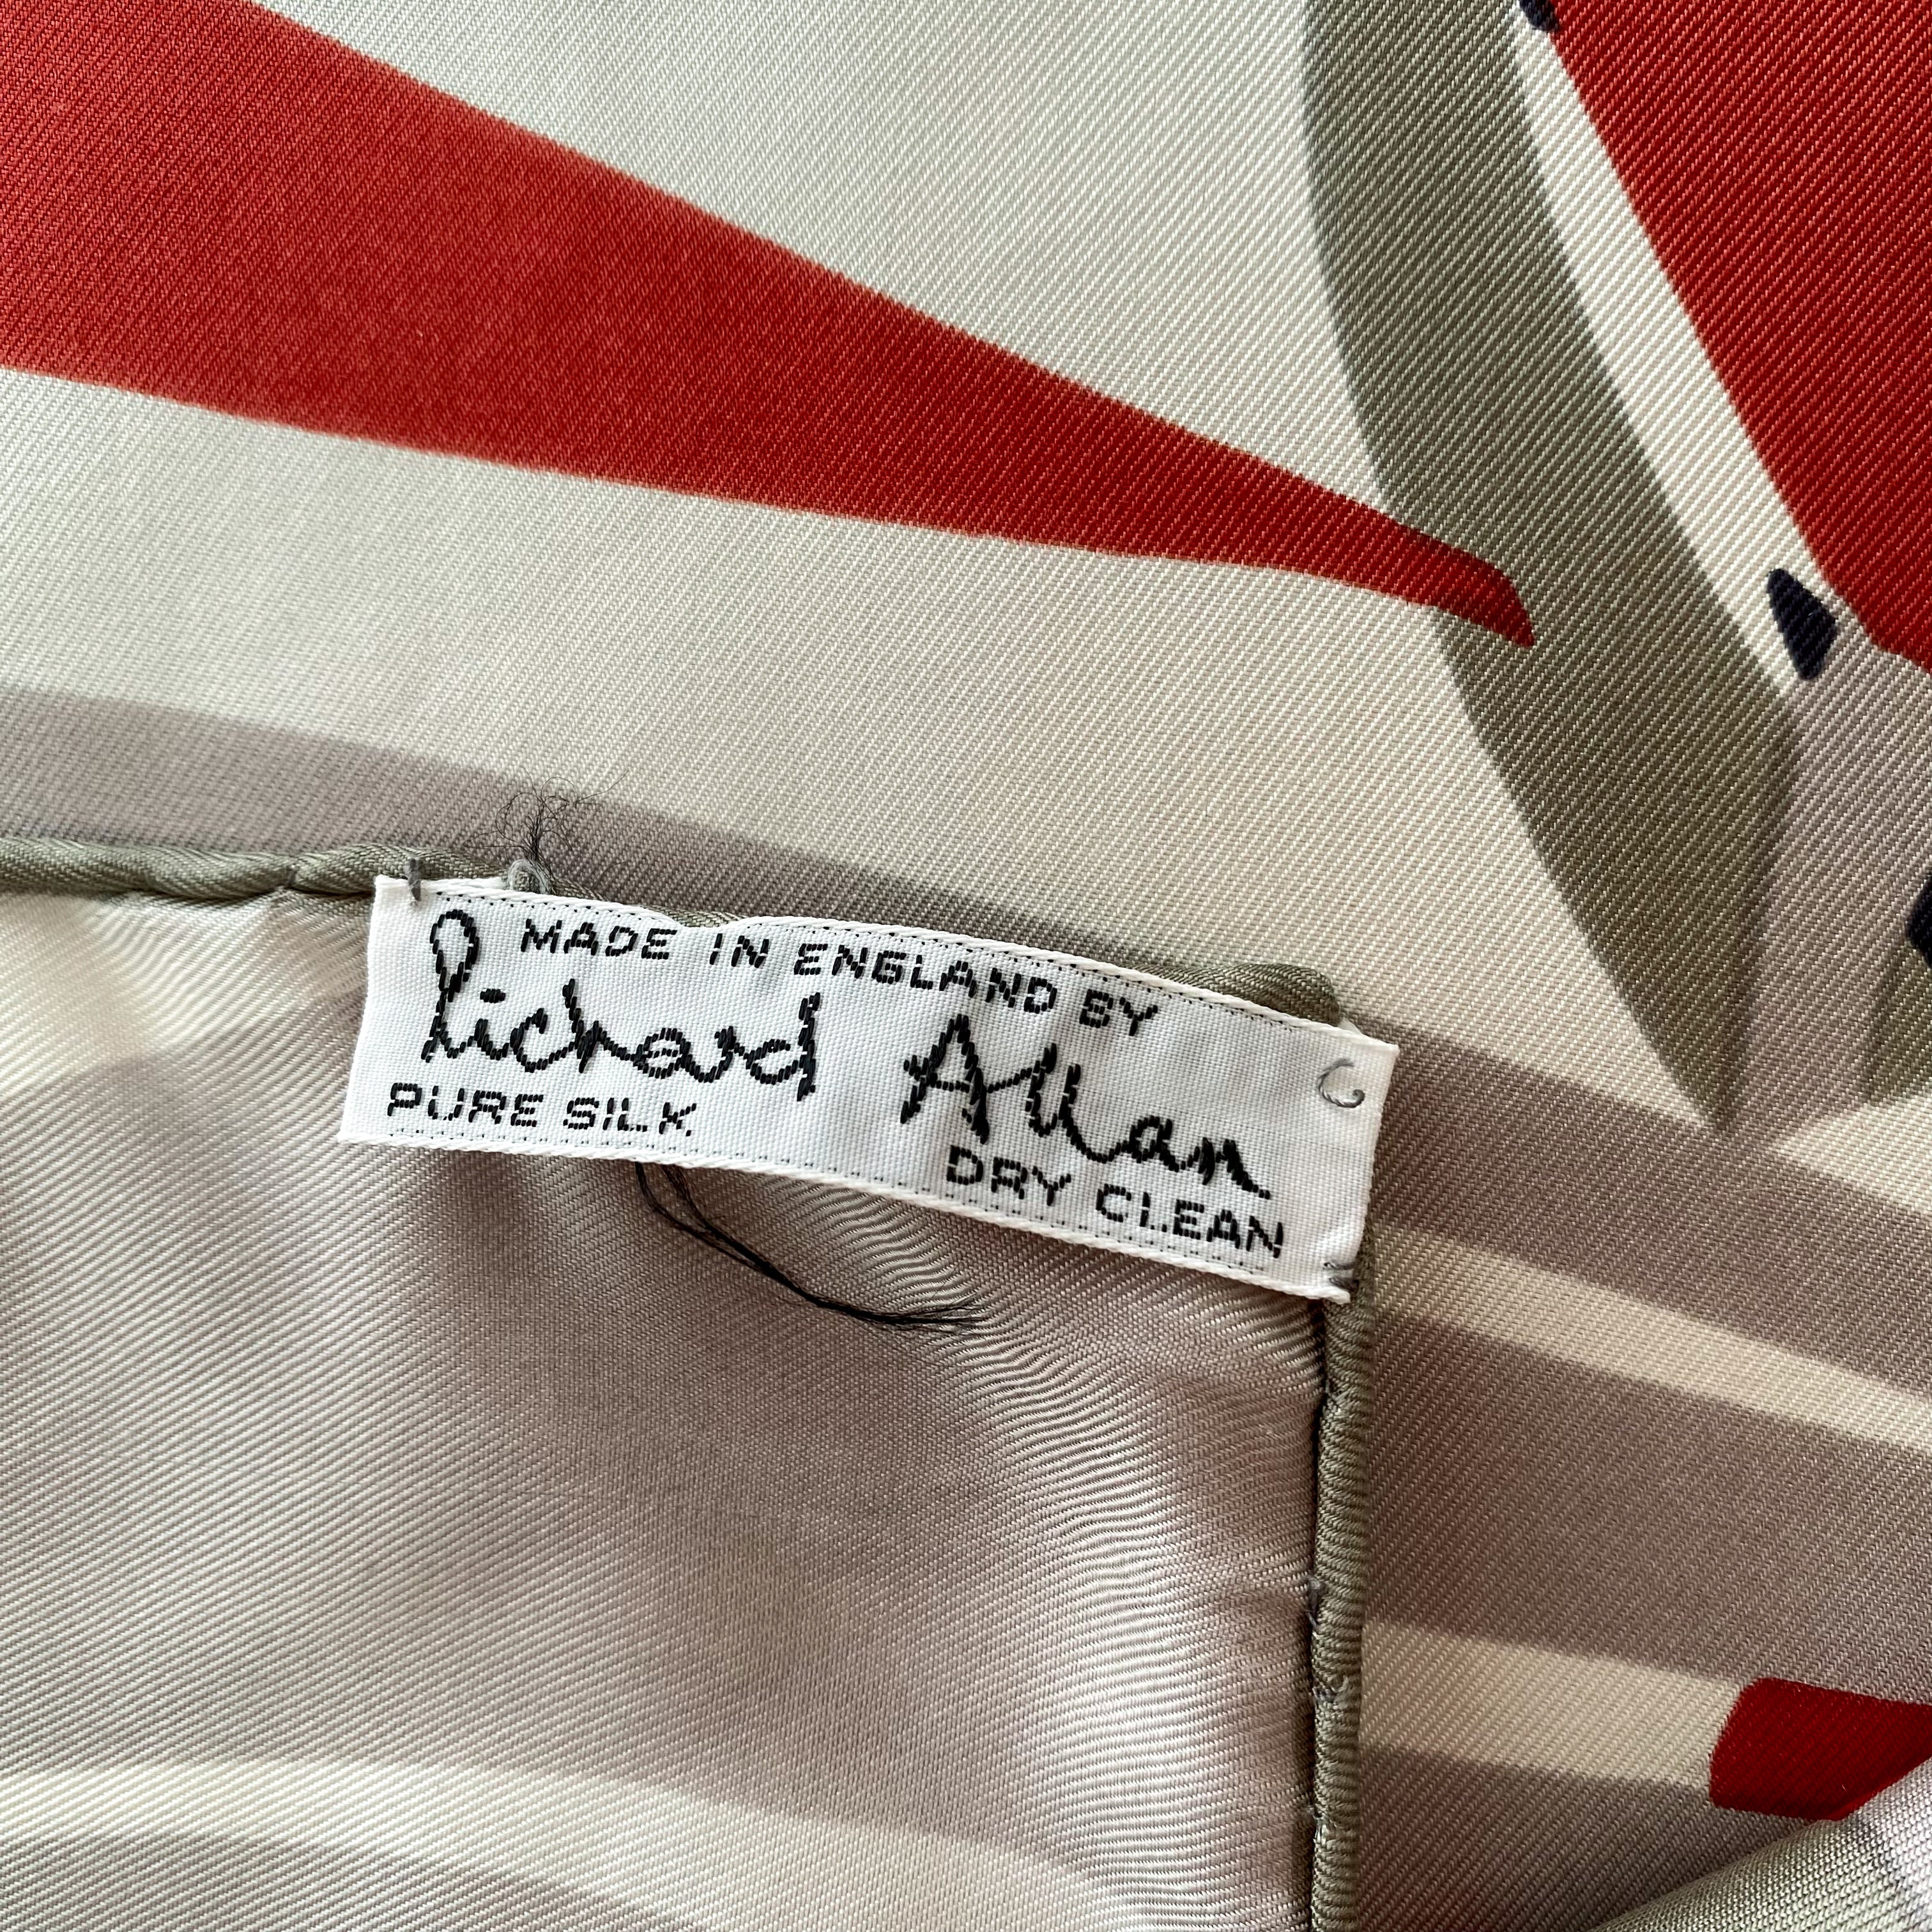 MADE IN ENGLAND BY
Richard Allan
PURE SILK
DRY CLEAN